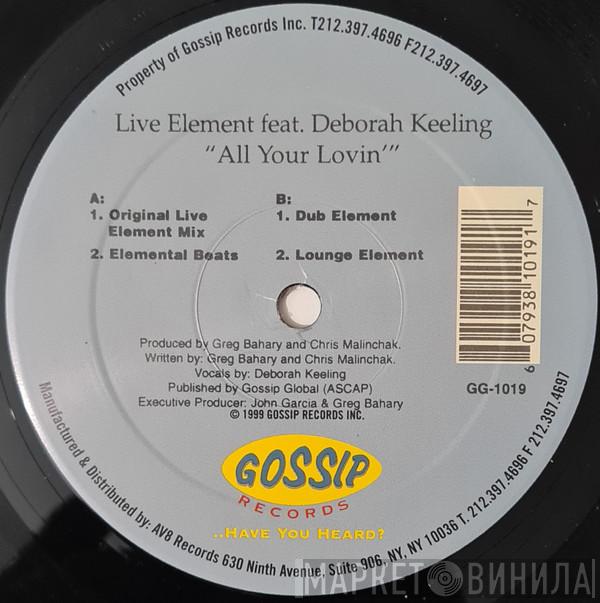 Property of Gossip Records Inc. T212.397.4696 F212.397.4697
Live Element feat. Deborah Keeling
"All Your Lovin'"
A:
1. Original Live
Element Mix
2. Elemental Beats
B:
1. Dub Element
2. Lounge Element
6 07938 10191 7
Produced by Greg Bahary and Chris Malinchak.
Written by: Greg Bahary and Chris Malinchak.
Vocals by: Deborah Keeling
Published by Gossip Global (ASCAP)
Executive Producer: John Garcia & Greg Bahary
© 1999 GOSSIP RECORDS INC.
GG-1019
GOSSIP
RECORDS
..HAVE YOU HEARD?
Manufactured & Distributed by: AV8 Records 630 Ninth Avenue, Suite 906, NY, NY 10036 T. 212.397.4696 F 212.397.4697
МАРКЕТ ВИНИЛА